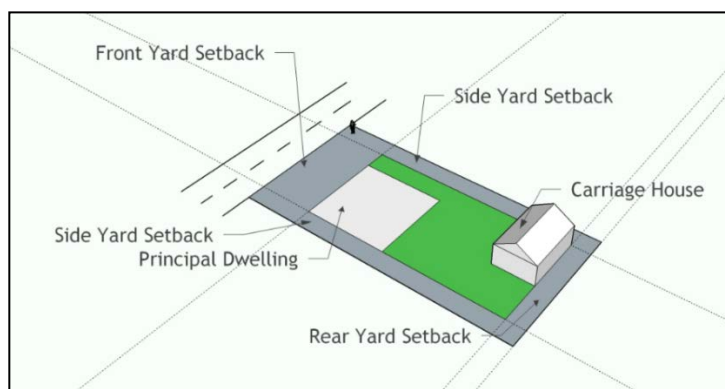 Front Yard Setback
Side Yard Setback
Carriage House
Side Yard Setback
Principal Dwelling
Rear Yard Setback